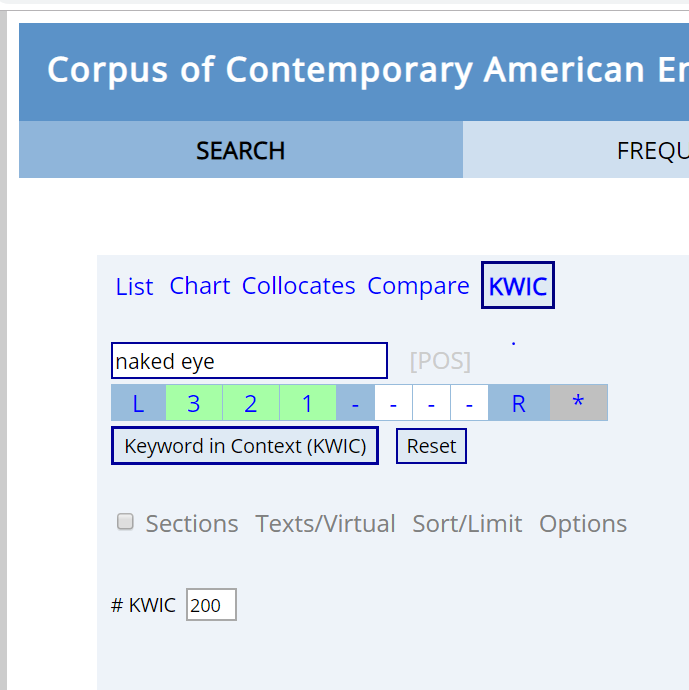 Corpus of Contemporary American En
SEARCH FREQU
List Chart Collocates Compare KWIC
naked eye [POS]
L 3 2 1 - - - - R *
Keyword in Context (KWIC) Reset
Sections Texts/Virtual Sort/Limit Options
# KWIC 200